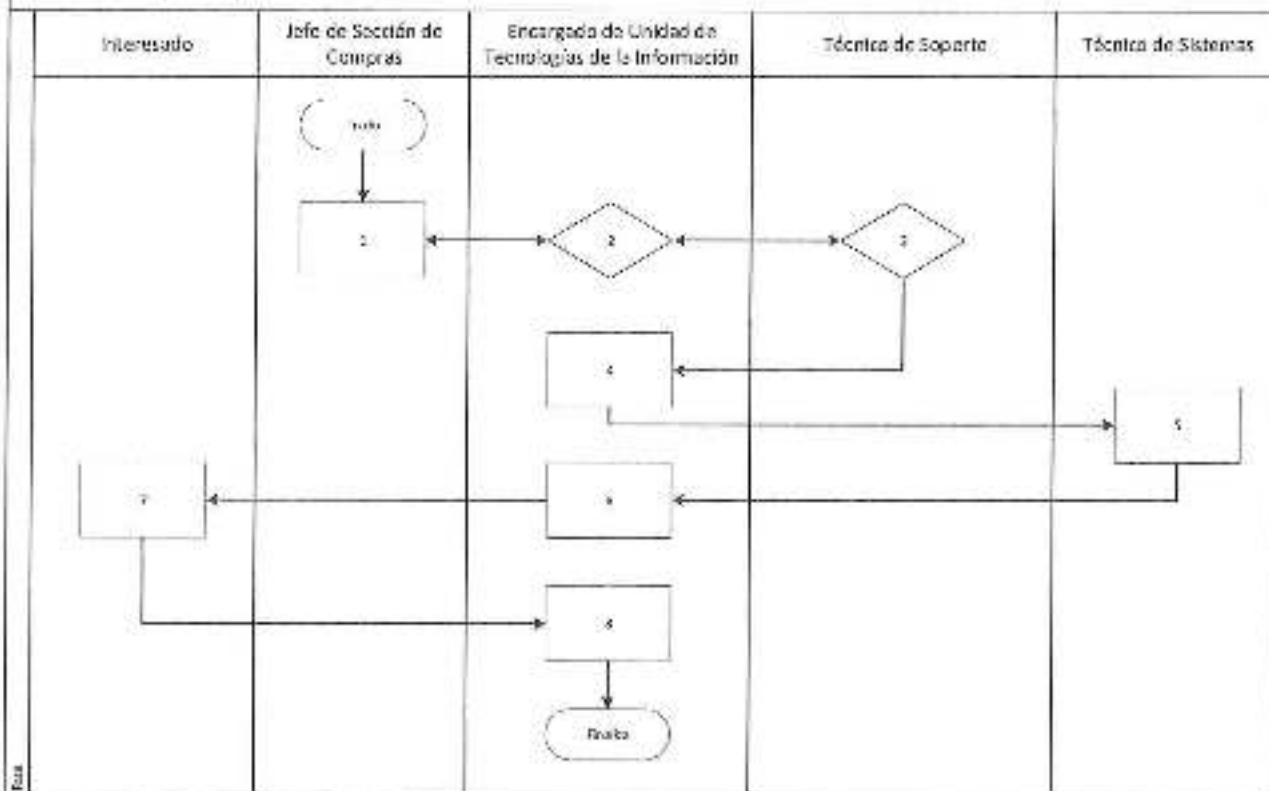 Interesado
Jefe de Sección de
Compras
Encargado de Unidad de
Tecnologías de la Información
Técnico de Soporte
Técnico de Sistemas
Inicio
1
2
3
4
5
7
6
8
Finaliza
Fase